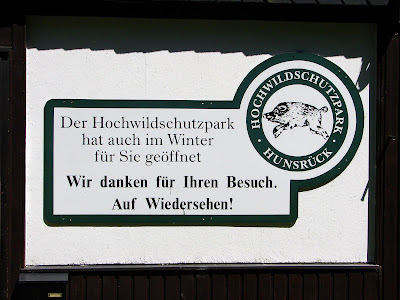 Der Hochwildschutzpark
hat auch im Winter
für Sie geöffnet
Wir danken für Ihren Besuch.
Auf Wiedersehen!
· HOCHWILDSCHUTZPARK ·
HUNSRÜCK